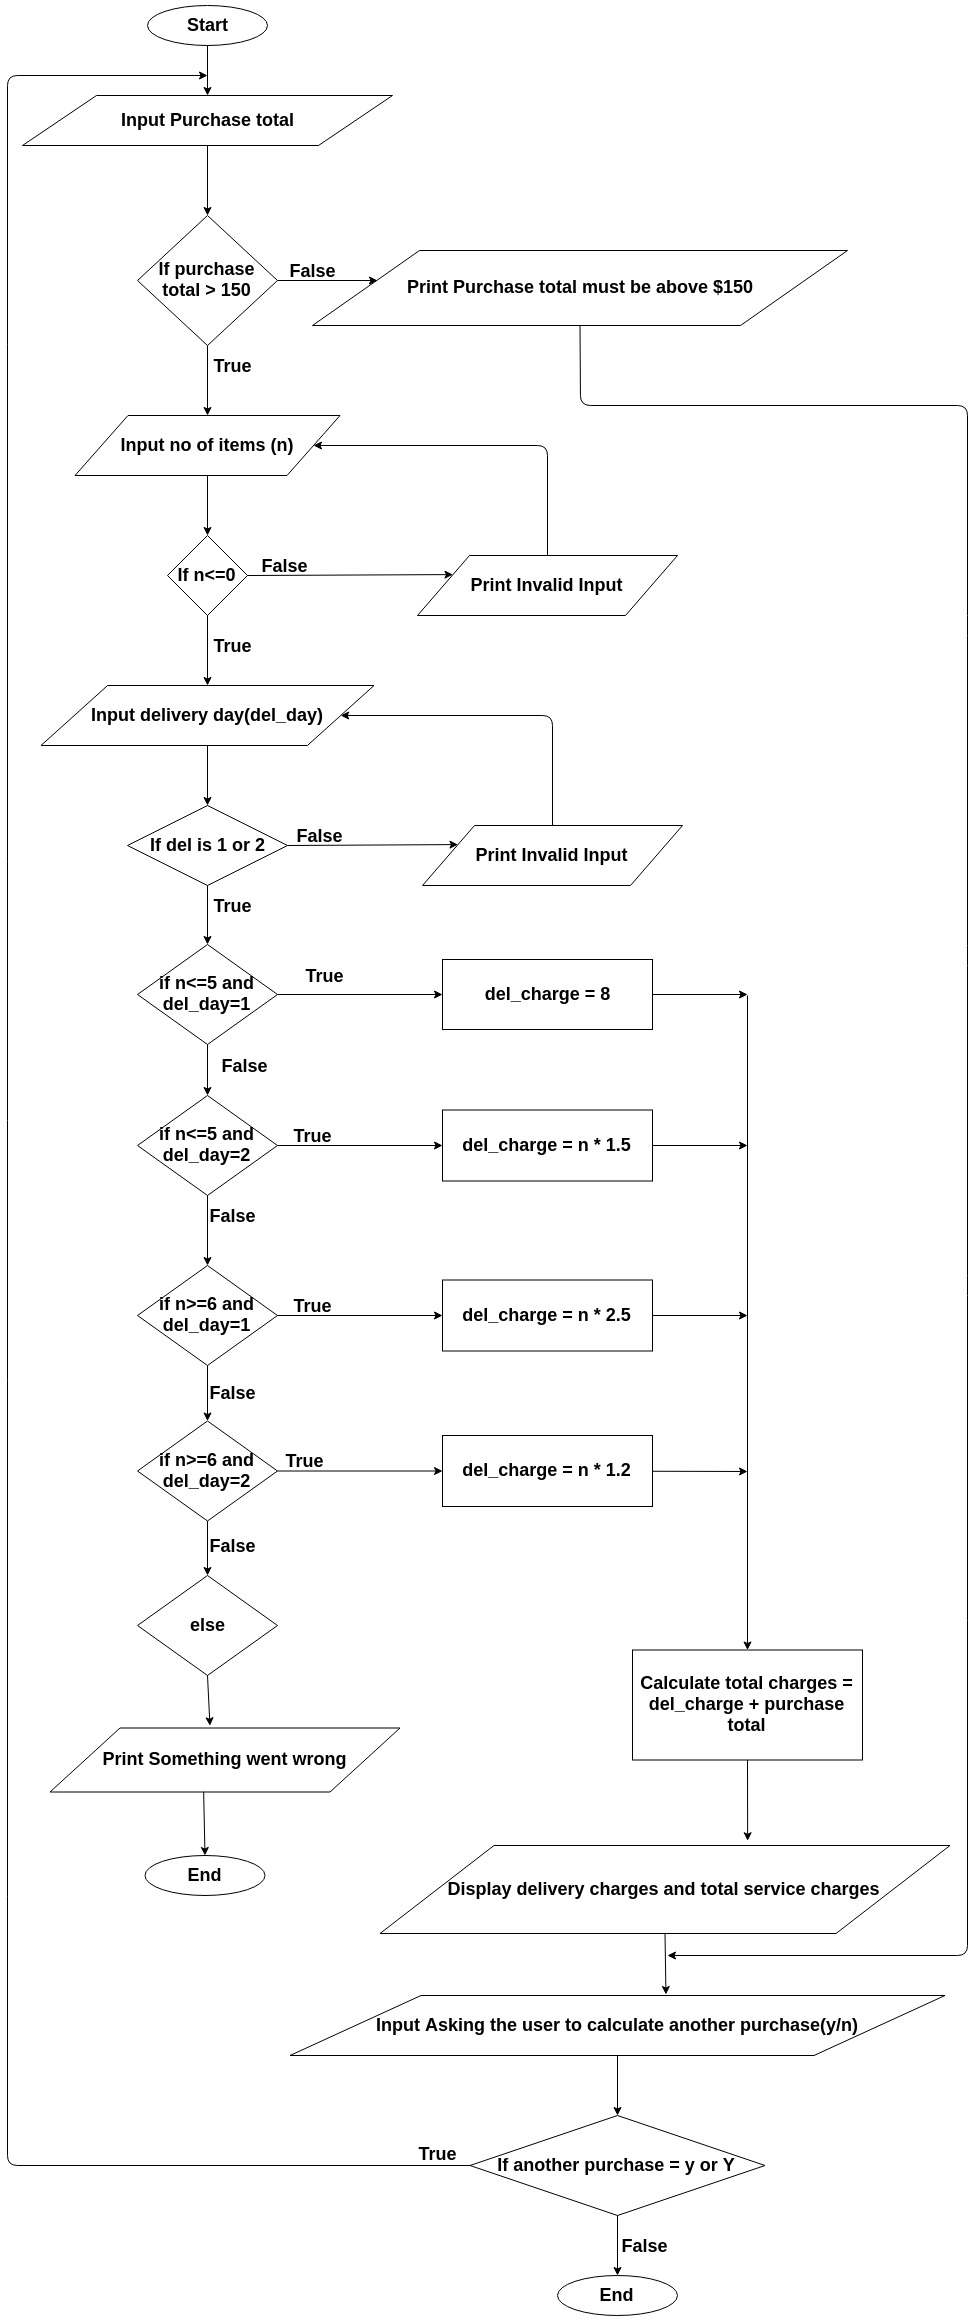 Start
Input Purchase total
If purchase
total > 150
False
Print Purchase total must be above $150
True
Input no of items (n)
If n<=0
False
Print Invalid Input
True
Input delivery day(del_day)
If del is 1 or 2
False
Print Invalid Input
True
if n<=5 and
del_day=1
True
del_charge = 8
False
if n<=5 and
del_day=2
True
del_charge = n * 1.5
False
if n>=6 and
del_day=1
True
del_charge = n * 2.5
False
if n>=6 and
del_day=2
True
del_charge = n * 1.2
False
else
Print Something went wrong
End
Calculate total charges =
del_charge + purchase
total
Display delivery charges and total service charges
Input Asking the user to calculate another purchase(y/n)
If another purchase = y or Y
True
False
End